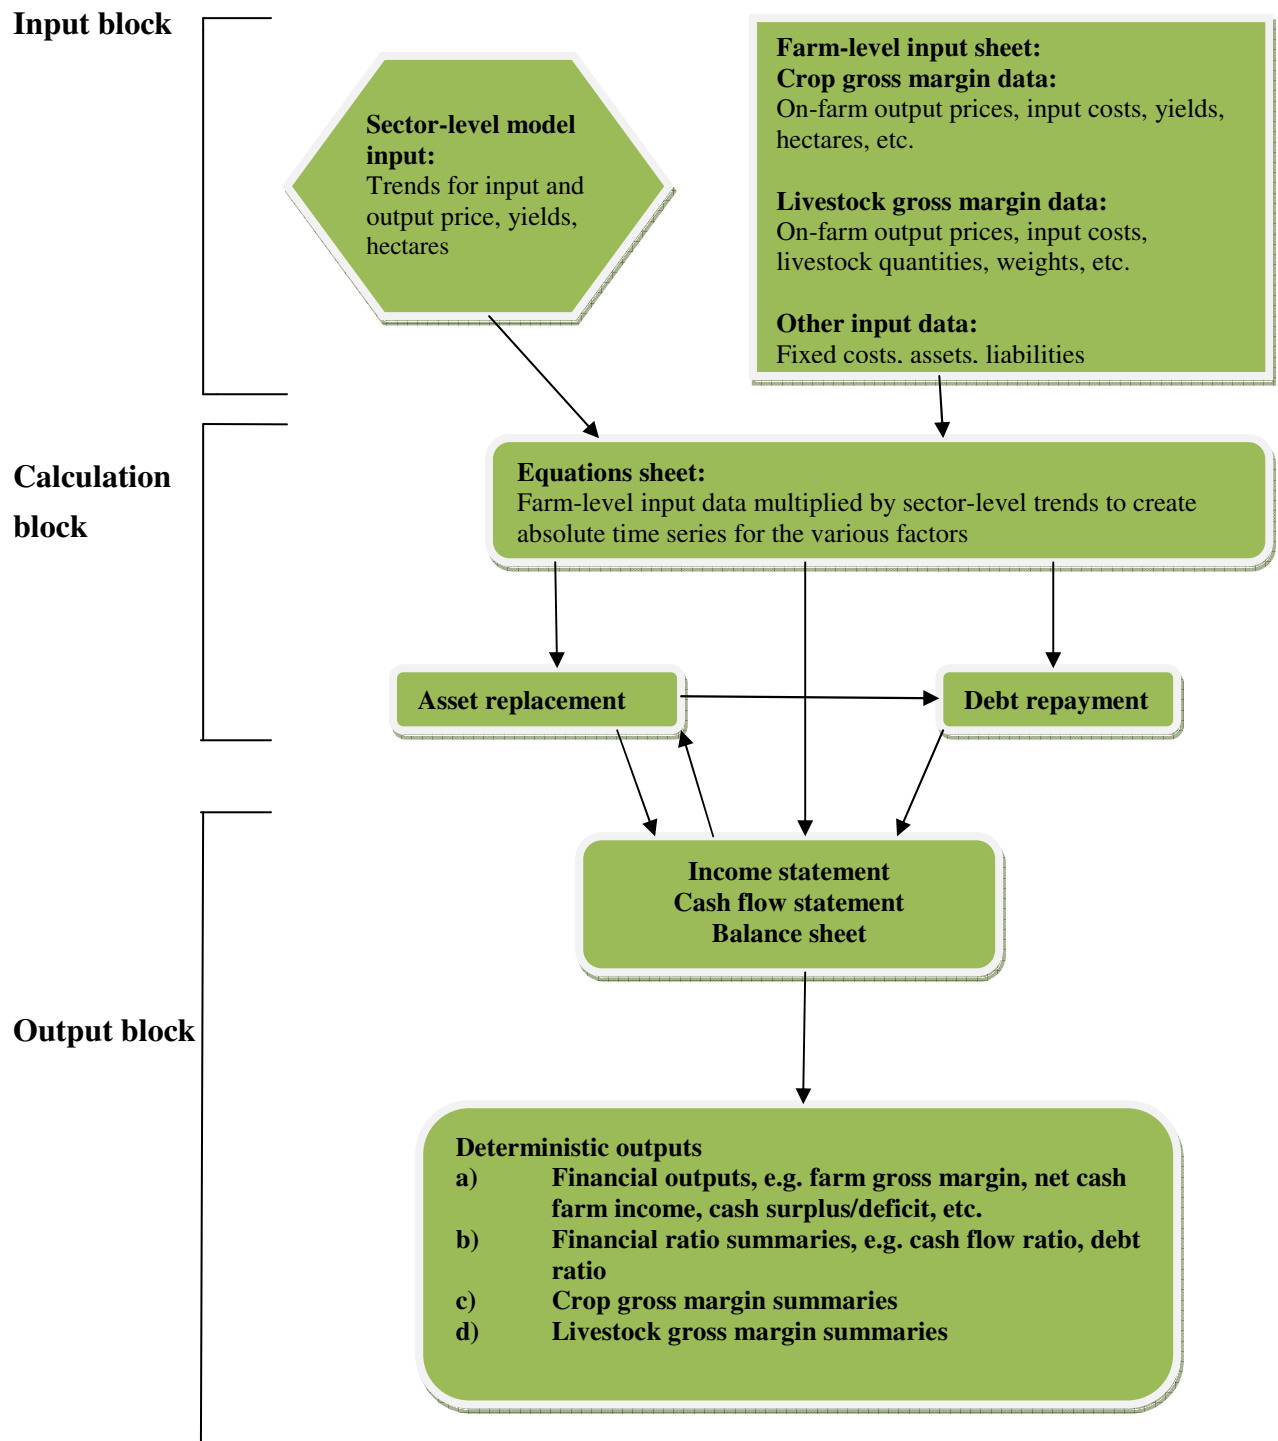 Input block
Sector-level model
input:
Trends for input and
output price, yields,
hectares
Farm-level input sheet:
Crop gross margin data:
On-farm output prices, input costs, yields,
hectares, etc.
Livestock gross margin data:
On-farm output prices, input costs,
livestock quantities, weights, etc.
Other input data:
Fixed costs, assets, liabilities
Calculation
block
Equations sheet:
Farm-level input data multiplied by sector-level trends to create
absolute time series for the various factors
Asset replacement
Debt repayment
Income statement
Cash flow statement
Balance sheet
Output block
Deterministic outputs
a) Financial outputs, e.g. farm gross margin, net cash
farm income, cash surplus/deficit, etc.
b) Financial ratio summaries, e.g. cash flow ratio, debt
ratio
c) Crop gross margin summaries
d) Livestock gross margin summaries